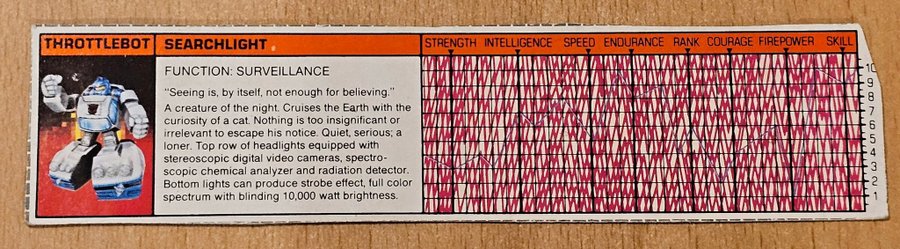 THROTTLEBOT
SEARCHLIGHT
STRENGTH INTELLIGENCE SPEED ENDURANCE RANK COURAGE FIREPOWER SKILL
FUNCTION: SURVEILLANCE
"Seeing is, by itself, not enough for believing."
A creature of the night. Cruises the Earth with the
curiosity of a cat. Nothing is too insignificant or
irrelevant to escape his notice. Quiet, serious; a
loner. Top row of headlights equipped with
stereoscopic digital video cameras, spectro-
scopic chemical analyzer and radiation detector.
Bottom lights can produce strobe effect, full color
spectrum with blinding 10,000 watt brightness.
10
9
8
7
6
5
4
3
2
1